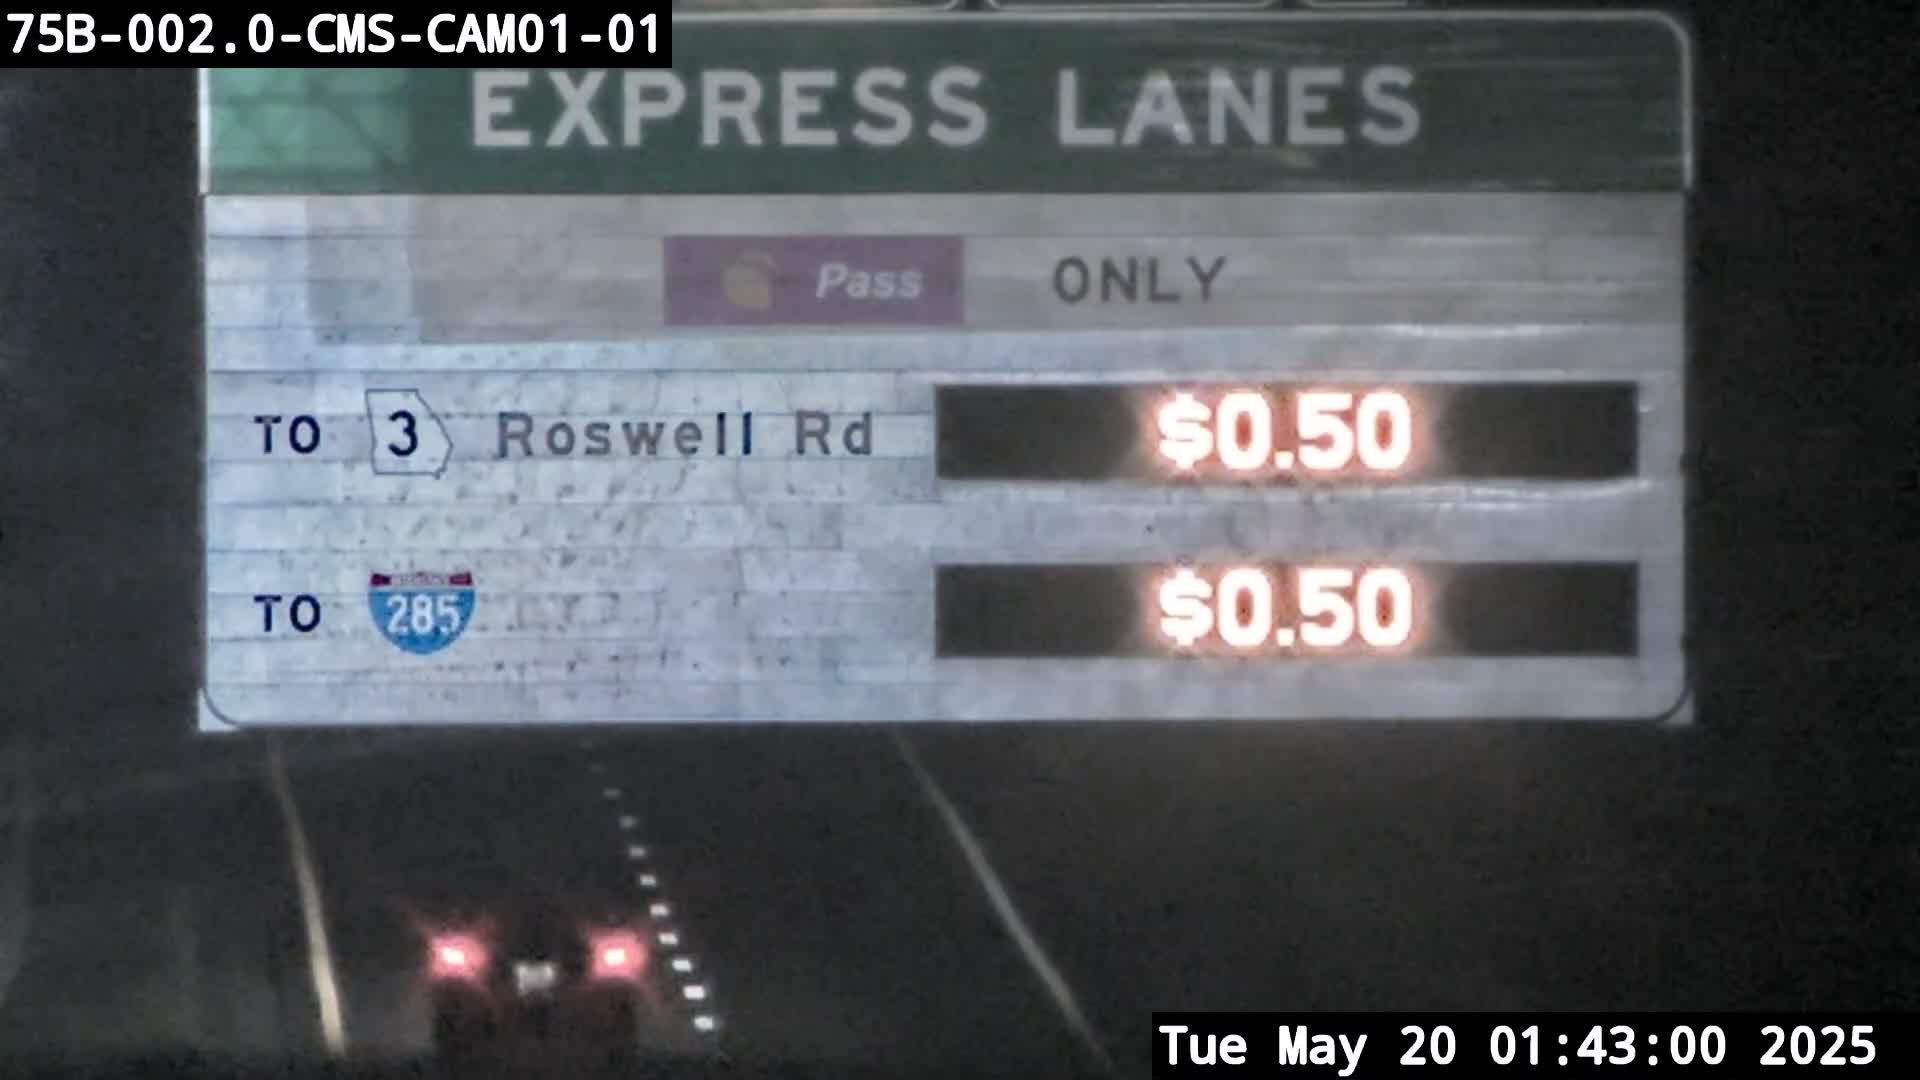 75B-002.0-CMS-CAM01-01
EXPRESS LANES
Pass ONLY
TO 3 Roswell Rd $0.50
TO 285 $0.50
Tue May 20 01:43:00 2025